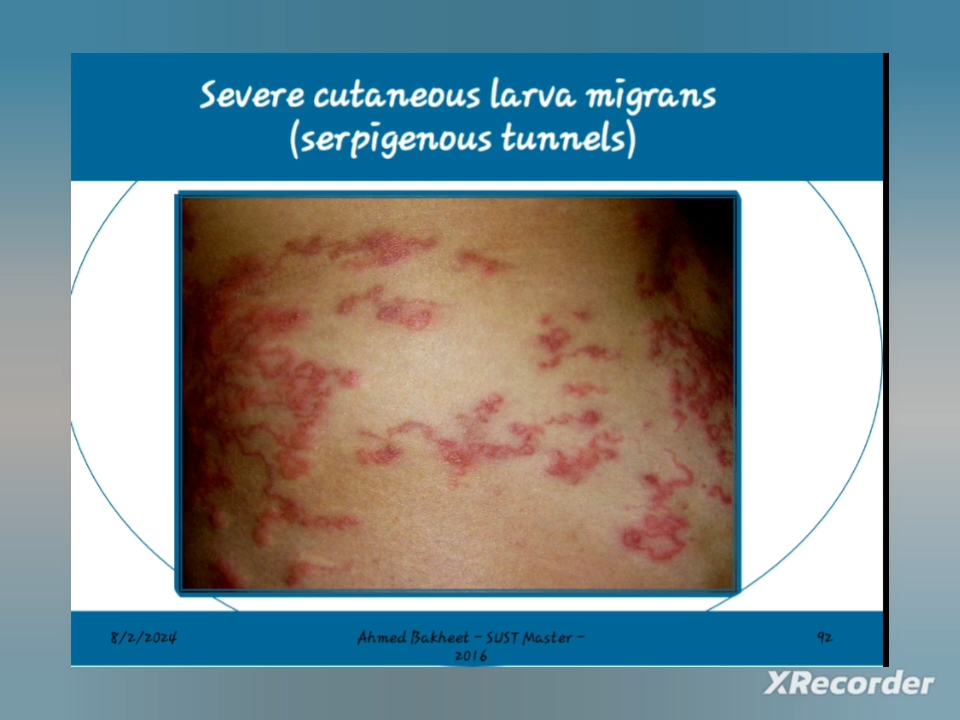 Severe cutaneous larva migrans
(serpigenous tunnels)
8/2/2024
Ahmed Bakheet – SUST Master –
2016
92
XRecorder